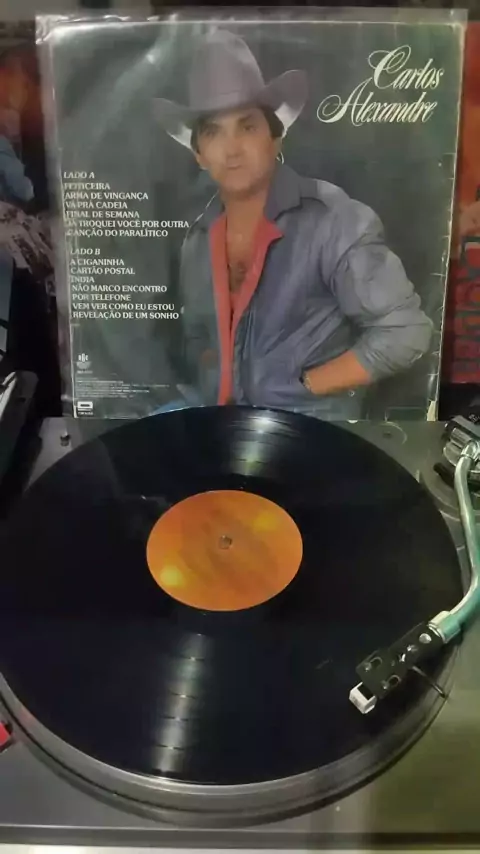 Carlos
Alexandre
LADO A
FEITICEIRA
ARMA DE VINGANÇA
VÁ PRA CADEIA
FINAL DE SEMANA
JÁ TROQUEI VOCÊ POR OUTRA
CANÇÃO DO PARALÍTICO
LADO B
A CIGANINHA
CARTÃO POSTAL
ÍNDIA
NÃO MARCO ENCONTRO
POR TELEFONE
VEM VER COMO EU ESTOU
REVELAÇÃO DE UM SONHO